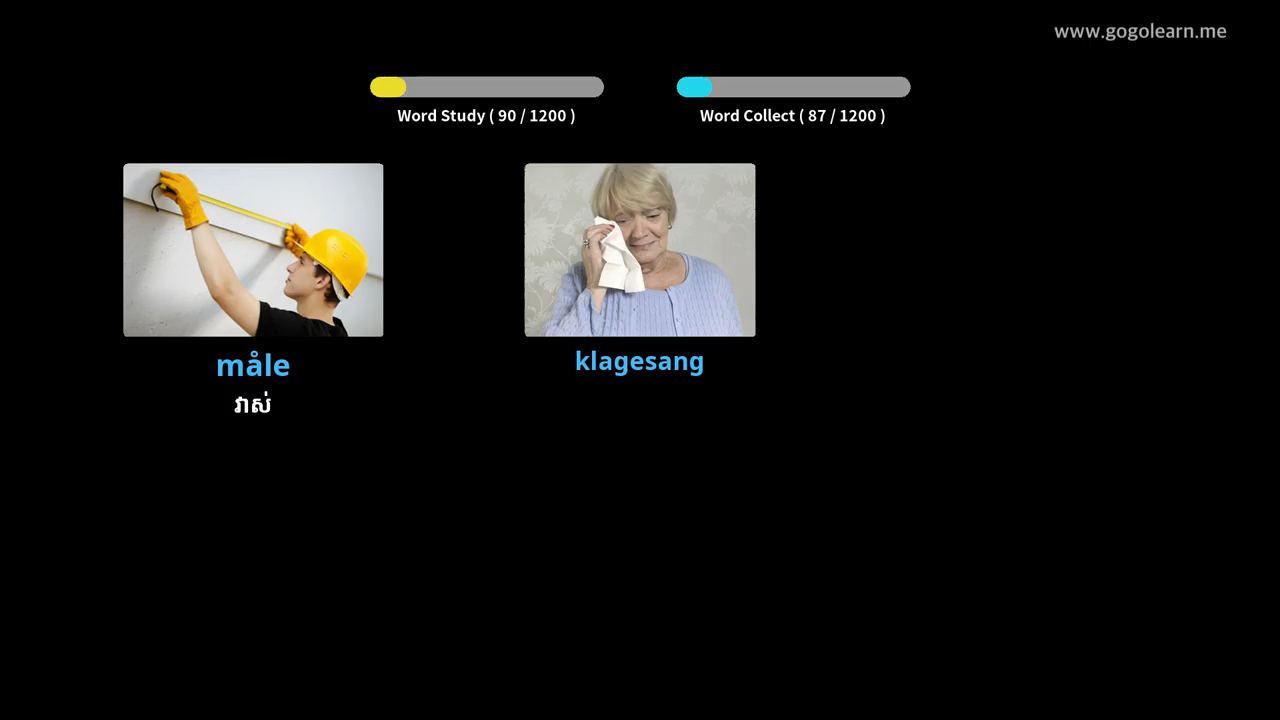 www.gogolearn.me
Word Study ( 90 / 1200 )
Word Collect ( 87 / 1200 )
måle
វាស់
klagesang